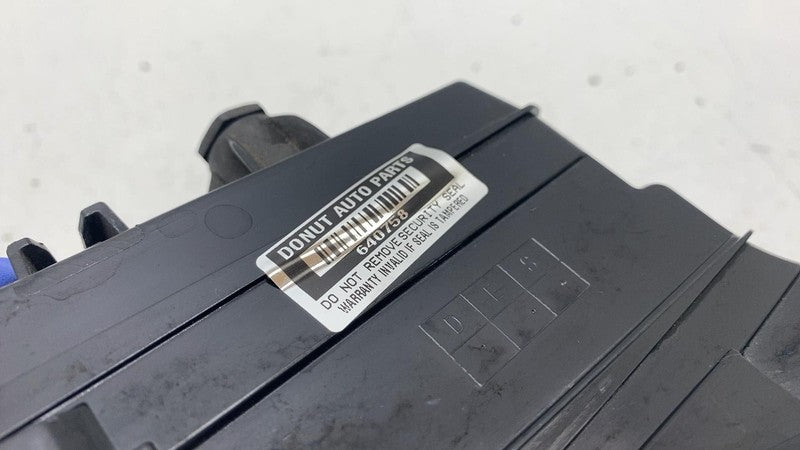 DONUT AUTO PARTS
640758
DO NOT REMOVE SECURITY SEAL
WARRANTY INVALID IF SEAL IS TAMPERED